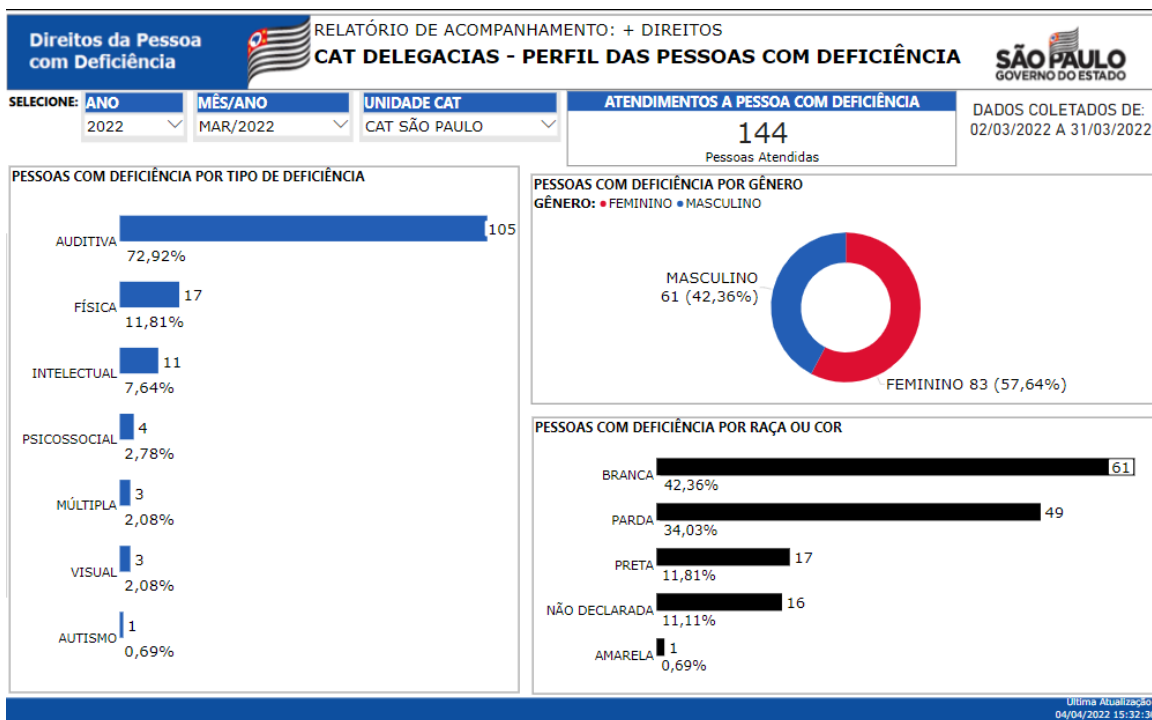 Direitos da Pessoa
com Deficiência
RELATÓRIO DE ACOMPANHAMENTO: + DIREITOS
CAT DELEGACIAS - PERFIL DAS PESSOAS COM DEFICIÊNCIA
SÃO PAULO
GOVERNO DO ESTADO
SELECIONE:
ANO
2022
MÊS/ANO
MAR/2022
UNIDADE CAT
CAT SÃO PAULO
ATENDIMENTOS A PESSOA COM DEFICIÊNCIA
144
Pessoas Atendidas
DADOS COLETADOS DE:
02/03/2022 A 31/03/2022
PESSOAS COM DEFICIÊNCIA POR TIPO DE DEFICIÊNCIA
AUDITIVA 105
72,92%
FÍSICA 17
11,81%
INTELECTUAL 11
7,64%
PSICOSSOCIAL 4
2,78%
MÚLTIPLA 3
2,08%
VISUAL 3
2,08%
AUTISMO 1
0,69%
PESSOAS COM DEFICIÊNCIA POR GÊNERO
GÊNERO: FEMININO MASCULINO
MASCULINO
61 (42,36%)
FEMININO 83 (57,64%)
PESSOAS COM DEFICIÊNCIA POR RAÇA OU COR
BRANCA 61
42,36%
PARDA 49
34,03%
PRETA 17
11,81%
NÃO DECLARADA 16
11,11%
AMARELA 1
0,69%
Última Atualização
04/04/2022 15:32:30